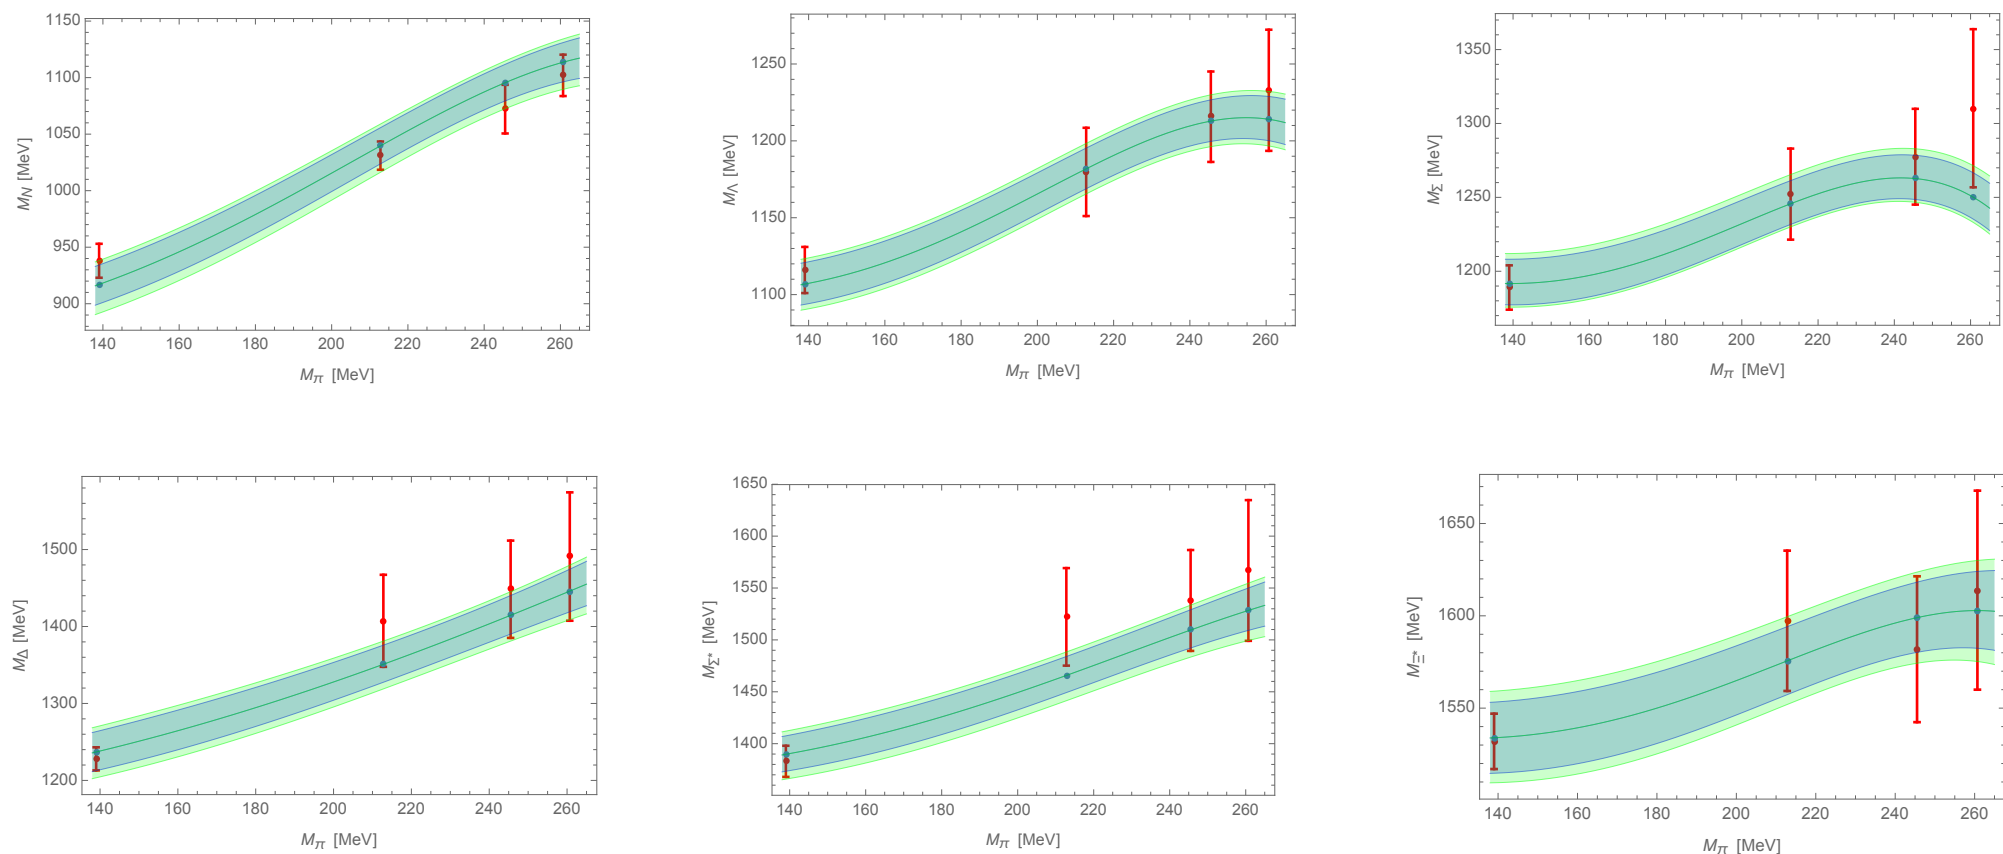 1150
1100
1050
1000
950
900
M_N [MeV]
140 160 180 200 220 240 260
M_π [MeV]
1250
1200
1150
1100
M_Λ [MeV]
140 160 180 200 220 240 260
M_π [MeV]
1350
1300
1250
1200
M_Σ [MeV]
140 160 180 200 220 240 260
M_π [MeV]
1500
1400
1300
1200
M_Δ [MeV]
140 160 180 200 220 240 260
M_π [MeV]
1650
1600
1550
1500
1450
1400
M_Σ* [MeV]
140 160 180 200 220 240 260
M_π [MeV]
1650
1600
1550
M_Ξ* [MeV]
140 160 180 200 220 240 260
M_π [MeV]